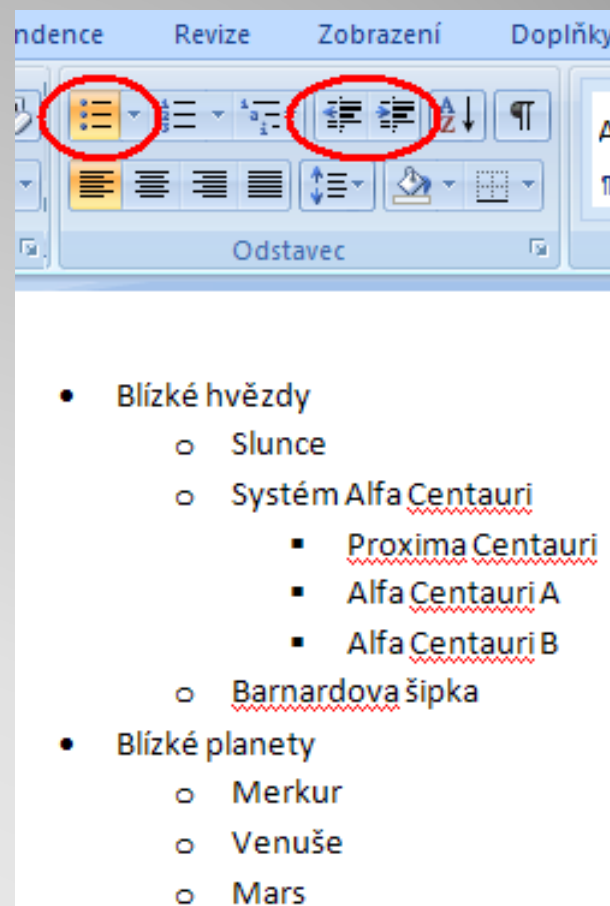 ndence Revize Zobrazení Doplňky
Odstavec
• Blízké hvězdy
o Slunce
o Systém Alfa Centauri
▪ Proxima Centauri
▪ Alfa Centauri A
▪ Alfa Centauri B
o Barnardova šipka
• Blízké planety
o Merkur
o Venuše
o Mars